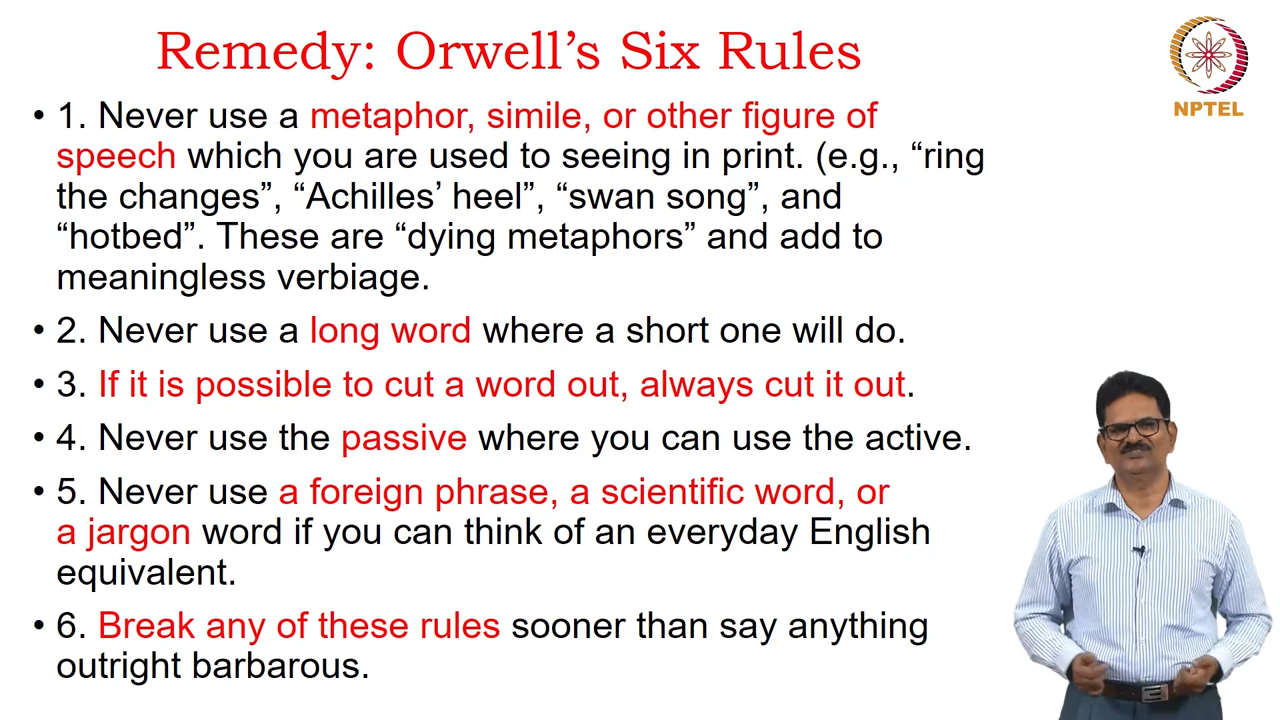 Remedy: Orwell’s Six Rules
NPTEL
• 1. Never use a metaphor, simile, or other figure of
speech which you are used to seeing in print. (e.g., “ring
the changes”, “Achilles’ heel”, “swan song”, and
“hotbed”. These are “dying metaphors” and add to
meaningless verbiage.
• 2. Never use a long word where a short one will do.
• 3. If it is possible to cut a word out, always cut it out.
• 4. Never use the passive where you can use the active.
• 5. Never use a foreign phrase, a scientific word, or
a jargon word if you can think of an everyday English
equivalent.
• 6. Break any of these rules sooner than say anything
outright barbarous.